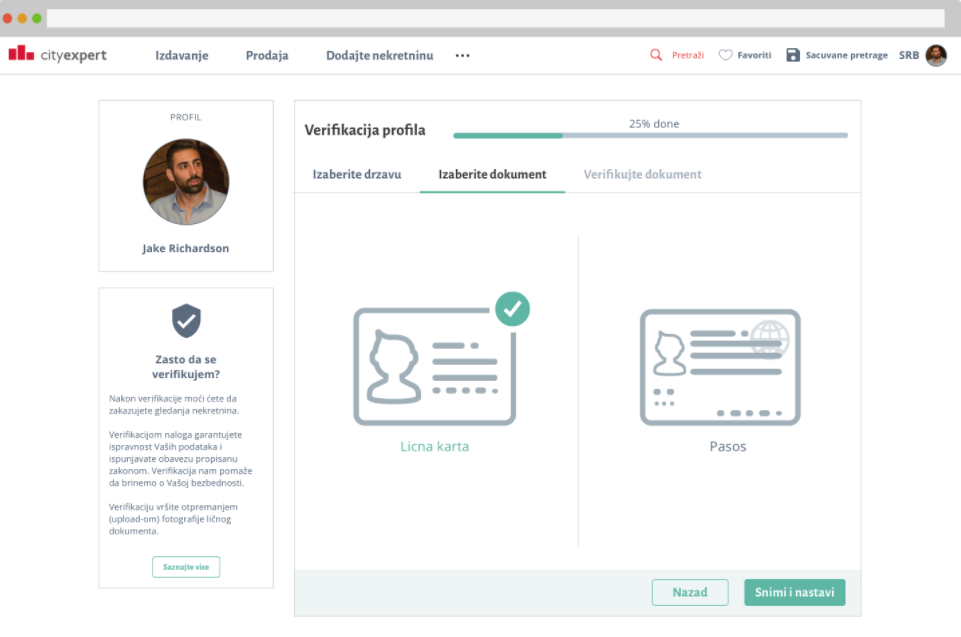 cityexpert
Izdavanje
Prodaja
Dodajte nekretninu
Pretraži
Favoriti
Sacuvane pretrage
SRB
PROFIL
Jake Richardson
Zasto da se
verifikujem?
Nakon verifikacije moći ćete da
zakazujete gledanja nekretnina.
Verifikacijom naloga garantujete
ispravnost Vaših podataka i
ispunjavate obavezu propisanu
zakonom. Verifikacija nam pomaže
da brinemo o Vašoj bezbednosti.
Verifikaciju vršite otpremanjem
(upload-om) fotografije ličnog
dokumenta.
Saznajte vise
Verifikacija profila
25% done
Izaberite drzavu
Izaberite dokument
Verifikujte dokument
Licna karta
Pasos
Nazad
Snimi i nastavi